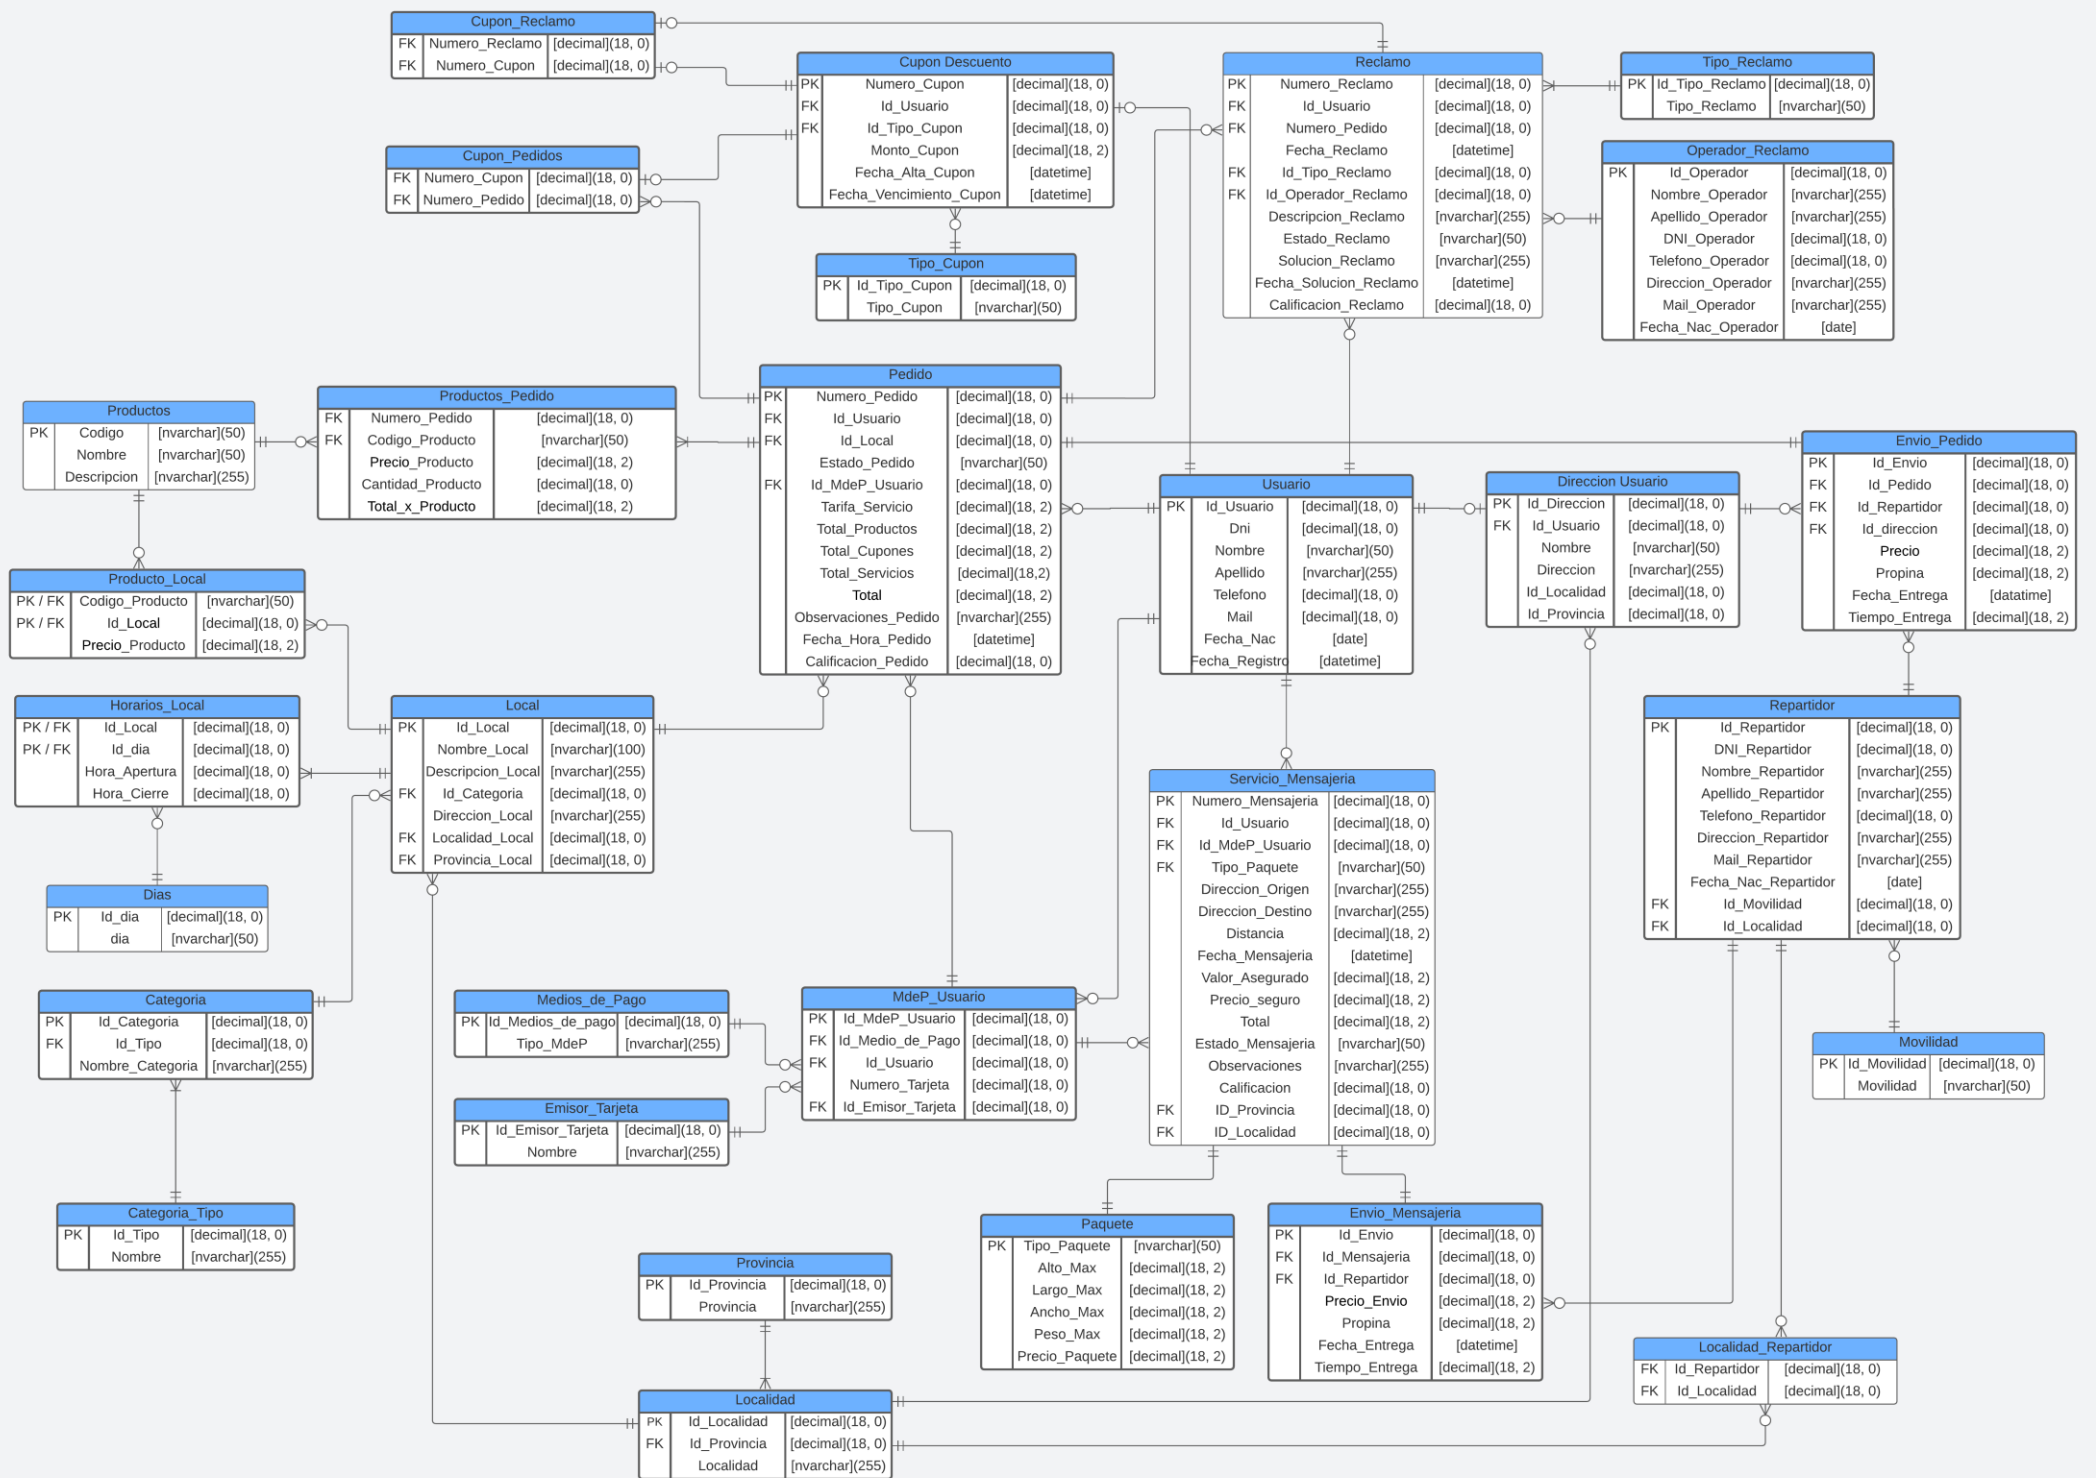 Cupon_Reclamo
FK Numero_Reclamo [decimal](18, 0)
FK Numero_Cupon [decimal](18, 0)
Cupon Descuento
PK Numero_Cupon [decimal](18, 0)
FK Id_Usuario [decimal](18, 0)
FK Id_Tipo_Cupon [decimal](18, 0)
Monto_Cupon [decimal](18, 2)
Fecha_Alta_Cupon [datetime]
Fecha_Vencimiento_Cupon [datetime]
Reclamo
PK Numero_Reclamo [decimal](18, 0)
FK Id_Usuario [decimal](18, 0)
FK Numero_Pedido [decimal](18, 0)
Fecha_Reclamo [datetime]
FK Id_Tipo_Reclamo [decimal](18, 0)
FK Id_Operador_Reclamo [decimal](18, 0)
Descripcion_Reclamo [nvarchar](255)
Estado_Reclamo [nvarchar](50)
Solucion_Reclamo [nvarchar](255)
Fecha_Solucion_Reclamo [datetime]
Calificacion_Reclamo [decimal](18, 0)
Tipo_Reclamo
PK Id_Tipo_Reclamo [decimal](18, 0)
Tipo_Reclamo [nvarchar](50)
Operador_Reclamo
PK Id_Operador [decimal](18, 0)
Nombre_Operador [nvarchar](255)
Apellido_Operador [nvarchar](255)
DNI_Operador [decimal](18, 0)
Telefono_Operador [decimal](18, 0)
Direccion_Operador [nvarchar](255)
Mail_Operador [nvarchar](255)
Fecha_Nac_Operador [date]
Cupon_Pedidos
FK Numero_Cupon [decimal](18, 0)
FK Numero_Pedido [decimal](18, 0)
Tipo_Cupon
PK Id_Tipo_Cupon [decimal](18, 0)
Tipo_Cupon [nvarchar](50)
Productos
PK Codigo [nvarchar](50)
Nombre [nvarchar](50)
Descripcion [nvarchar](255)
Productos_Pedido
FK Numero_Pedido [decimal](18, 0)
FK Codigo_Producto [nvarchar](50)
Precio_Producto [decimal](18, 2)
Cantidad_Producto [decimal](18, 0)
Total_x_Producto [decimal](18, 2)
Pedido
PK Numero_Pedido [decimal](18, 0)
FK Id_Usuario [decimal](18, 0)
FK Id_Local [decimal](18, 0)
Estado_Pedido [nvarchar](50)
FK Id_MdeP_Usuario [decimal](18, 0)
Tarifa_Servicio [decimal](18, 2)
Total_Productos [decimal](18, 2)
Total_Cupones [decimal](18, 2)
Total_Servicios [decimal](18,2)
Total [decimal](18, 2)
Observaciones_Pedido [nvarchar](255)
Fecha_Hora_Pedido [datetime]
Calificacion_Pedido [decimal](18, 0)
Usuario
PK Id_Usuario [decimal](18, 0)
Dni [decimal](18, 0)
Nombre [nvarchar](50)
Apellido [nvarchar](255)
Telefono [decimal](18, 0)
Mail [decimal](18, 0)
Fecha_Nac [date]
Fecha_Registro [datetime]
Direccion Usuario
PK Id_Direccion [decimal](18, 0)
FK Id_Usuario [decimal](18, 0)
Nombre [nvarchar](50)
Direccion [nvarchar](255)
Id_Localidad [decimal](18, 0)
Id_Provincia [decimal](18, 0)
Envio_Pedido
PK Id_Envio [decimal](18, 0)
FK Id_Pedido [decimal](18, 0)
FK Id_Repartidor [decimal](18, 0)
FK Id_direccion [decimal](18, 0)
Precio [decimal](18, 2)
Propina [decimal](18, 2)
Fecha_Entrega [datatime]
Tiempo_Entrega [decimal](18, 2)
Producto_Local
PK / FK Codigo_Producto [nvarchar](50)
PK / FK Id_Local [decimal](18, 0)
Precio_Producto [decimal](18, 2)
Horarios_Local
PK / FK Id_Local [decimal](18, 0)
PK / FK Id_dia [decimal](18, 0)
Hora_Apertura [decimal](18, 0)
Hora_Cierre [decimal](18, 0)
Local
PK Id_Local [decimal](18, 0)
Nombre_Local [nvarchar](100)
Descripcion_Local [nvarchar](255)
FK Id_Categoria [decimal](18, 0)
Direccion_Local [nvarchar](255)
FK Localidad_Local [decimal](18, 0)
FK Provincia_Local [decimal](18, 0)
Repartidor
PK Id_Repartidor [decimal](18, 0)
DNI_Repartidor [decimal](18, 0)
Nombre_Repartidor [nvarchar](255)
Apellido_Repartidor [nvarchar](255)
Telefono_Repartidor [decimal](18, 0)
Direccion_Repartidor [nvarchar](255)
Mail_Repartidor [nvarchar](255)
Fecha_Nac_Repartidor [date]
FK Id_Movilidad [decimal](18, 0)
FK Id_Localidad [decimal](18, 0)
Servicio_Mensajeria
PK Numero_Mensajeria [decimal](18, 0)
FK Id_Usuario [decimal](18, 0)
FK Id_MdeP_Usuario [decimal](18, 0)
FK Tipo_Paquete [nvarchar](50)
Direccion_Origen [nvarchar](255)
Direccion_Destino [nvarchar](255)
Distancia [decimal](18, 2)
Fecha_Mensajeria [datetime]
Valor_Asegurado [decimal](18, 2)
Precio_seguro [decimal](18, 2)
Total [decimal](18, 2)
Estado_Mensajeria [nvarchar](50)
Observaciones [nvarchar](255)
Calificacion [decimal](18, 0)
FK ID_Provincia [decimal](18, 0)
FK ID_Localidad [decimal](18, 0)
Dias
PK Id_dia [decimal](18, 0)
dia [nvarchar](50)
Categoria
PK Id_Categoria [decimal](18, 0)
FK Id_Tipo [decimal](18, 0)
Nombre_Categoria [nvarchar](255)
Medios_de_Pago
PK Id_Medios_de_pago [decimal](18, 0)
Tipo_MdeP [nvarchar](255)
MdeP_Usuario
PK Id_MdeP_Usuario [decimal](18, 0)
FK Id_Medio_de_Pago [decimal](18, 0)
FK Id_Usuario [decimal](18, 0)
Numero_Tarjeta [decimal](18, 0)
FK Id_Emisor_Tarjeta [decimal](18, 0)
Movilidad
PK Id_Movilidad [decimal](18, 0)
Movilidad [nvarchar](50)
Emisor_Tarjeta
PK Id_Emisor_Tarjeta [decimal](18, 0)
Nombre [nvarchar](255)
Categoria_Tipo
PK Id_Tipo [decimal](18, 0)
Nombre [nvarchar](255)
Paquete
PK Tipo_Paquete [nvarchar](50)
Alto_Max [decimal](18, 2)
Largo_Max [decimal](18, 2)
Ancho_Max [decimal](18, 2)
Peso_Max [decimal](18, 2)
Precio_Paquete [decimal](18, 2)
Envio_Mensajeria
PK Id_Envio [decimal](18, 0)
FK Id_Mensajeria [decimal](18, 0)
FK Id_Repartidor [decimal](18, 0)
Precio_Envio [decimal](18, 2)
Propina [decimal](18, 2)
Fecha_Entrega [datetime]
Tiempo_Entrega [decimal](18, 2)
Provincia
PK Id_Provincia [decimal](18, 0)
Provincia [nvarchar](255)
Localidad_Repartidor
FK Id_Repartidor [decimal](18, 0)
FK Id_Localidad [decimal](18, 0)
Localidad
PK Id_Localidad [decimal](18, 0)
FK Id_Provincia [decimal](18, 0)
Localidad [nvarchar](255)